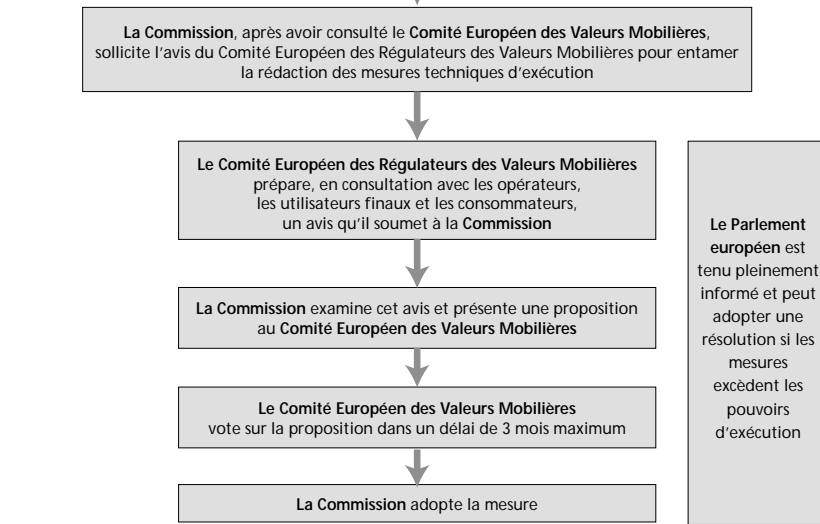 La Commission, après avoir consulté le Comité Européen des Valeurs Mobilières,
sollicite l'avis du Comité Européen des Régulateurs des Valeurs Mobilières pour entamer
la rédaction des mesures techniques d'exécution
Le Comité Européen des Régulateurs des Valeurs Mobilières
prépare, en consultation avec les opérateurs,
les utilisateurs finaux et les consommateurs,
un avis qu'il soumet à la Commission
La Commission examine cet avis et présente une proposition
au Comité Européen des Valeurs Mobilières
Le Comité Européen des Valeurs Mobilières
vote sur la proposition dans un délai de 3 mois maximum
La Commission adopte la mesure
Le Parlement
européen est
tenu pleinement
informé et peut
adopter une
résolution si les
mesures
excèdent les
pouvoirs
d'exécution